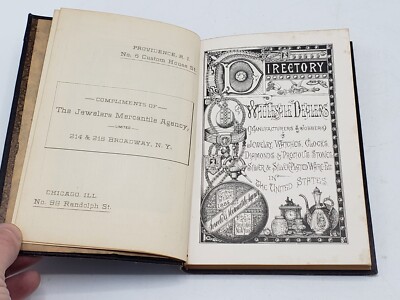 PROVIDENCE, R. I.
No. 6 Custom House St.
COMPLIMENTS OF
The Jewelers Mercantile Agency,
LIMITED
214 & 216 BROADWAY, N. Y.
CHICAGO ILL
No. 98 Randolph St.
DIRECTORY
OF
WHOLESALE DEALERS
(MANUFACTURERS & JOBBERS)
IN
JEWELRY, WATCHES, CLOCKS,
DIAMONDS & PRECIOUS STONES,
SILVER & SILVER PLATED WARE, ETC.
IN
THE UNITED STATES